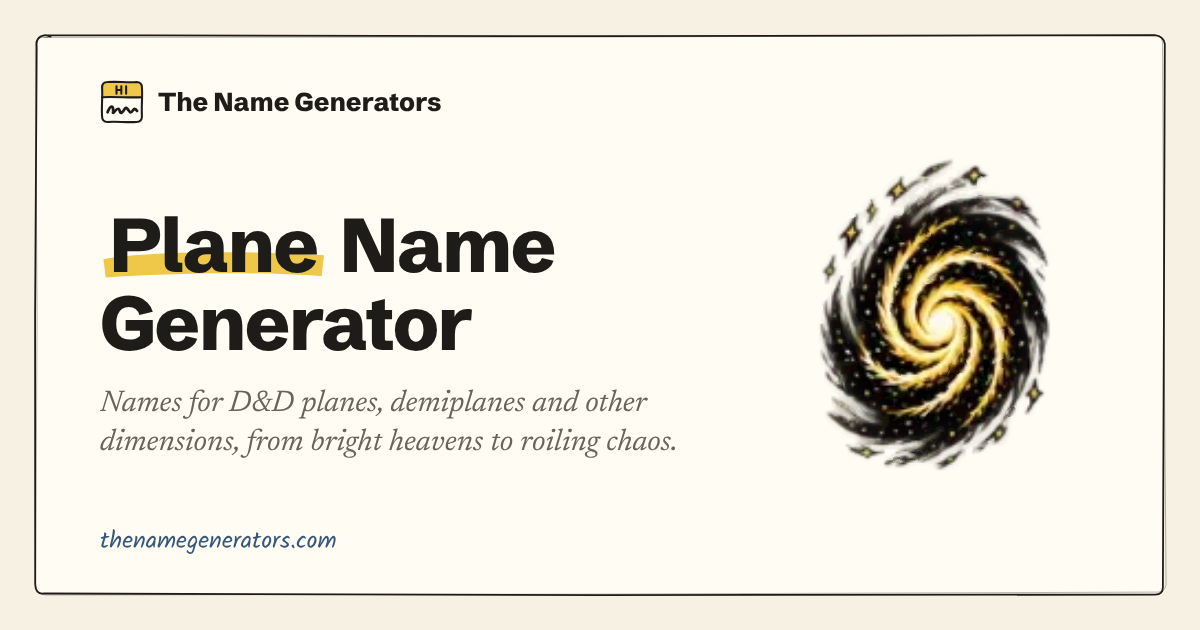 HI
The Name Generators
Plane Name
Generator
Names for D&D planes, demiplanes and other
dimensions, from bright heavens to roiling chaos.
thenamegenerators.com